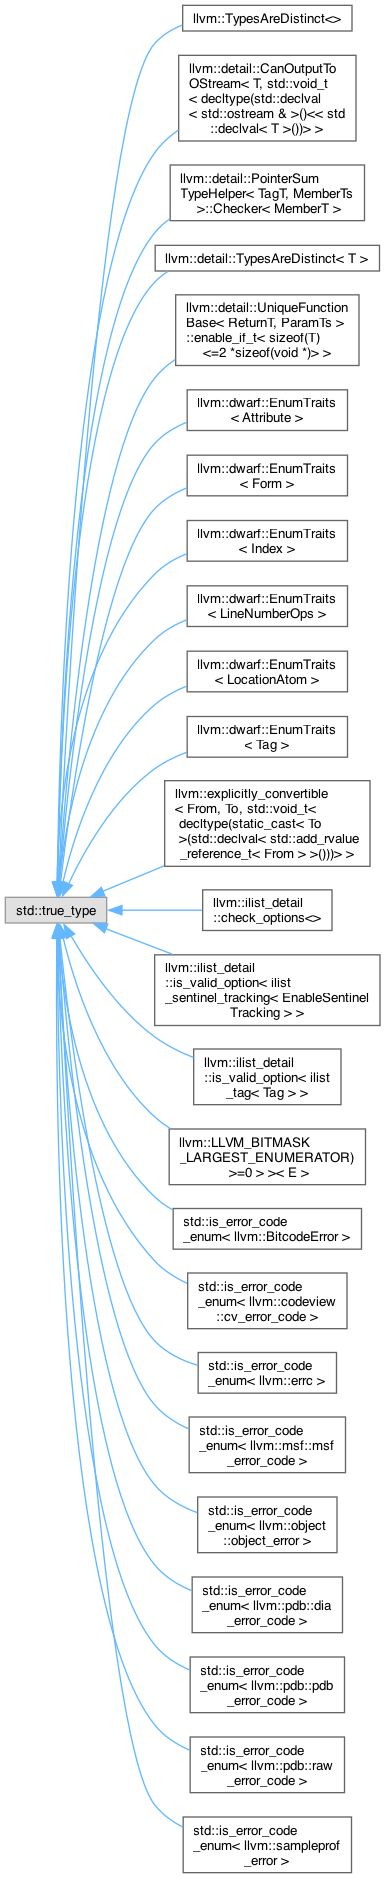 llvm::TypesAreDistinct<>
llvm::detail::CanOutputTo
OStream< T, std::void_t
< decltype(std::declval
< std::ostream & >()<< std
::declval< T >())> >
llvm::detail::PointerSum
TypeHelper< TagT, MemberTs
>::Checker< MemberT >
llvm::detail::TypesAreDistinct< T >
llvm::detail::UniqueFunction
Base< ReturnT, ParamTs >
::enable_if_t< sizeof(T)
<=2 *sizeof(void *)> >
llvm::dwarf::EnumTraits
< Attribute >
llvm::dwarf::EnumTraits
< Form >
llvm::dwarf::EnumTraits
< Index >
llvm::dwarf::EnumTraits
< LineNumberOps >
llvm::dwarf::EnumTraits
< LocationAtom >
llvm::dwarf::EnumTraits
< Tag >
llvm::explicitly_convertible
< From, To, std::void_t<
decltype(static_cast< To
>(std::declval< std::add_rvalue
_reference_t< From > >()))> >
std::true_type
llvm::ilist_detail
::check_options<>
llvm::ilist_detail
::is_valid_option< ilist
_sentinel_tracking< EnableSentinel
Tracking > >
llvm::ilist_detail
::is_valid_option< ilist
_tag< Tag > >
llvm::LLVM_BITMASK
_LARGEST_ENUMERATOR)
>=0 > >< E >
std::is_error_code
_enum< llvm::BitcodeError >
std::is_error_code
_enum< llvm::codeview
::cv_error_code >
std::is_error_code
_enum< llvm::errc >
std::is_error_code
_enum< llvm::msf::msf
_error_code >
std::is_error_code
_enum< llvm::object
::object_error >
std::is_error_code
_enum< llvm::pdb::dia
_error_code >
std::is_error_code
_enum< llvm::pdb::pdb
_error_code >
std::is_error_code
_enum< llvm::pdb::raw
_error_code >
std::is_error_code
_enum< llvm::sampleprof
_error >